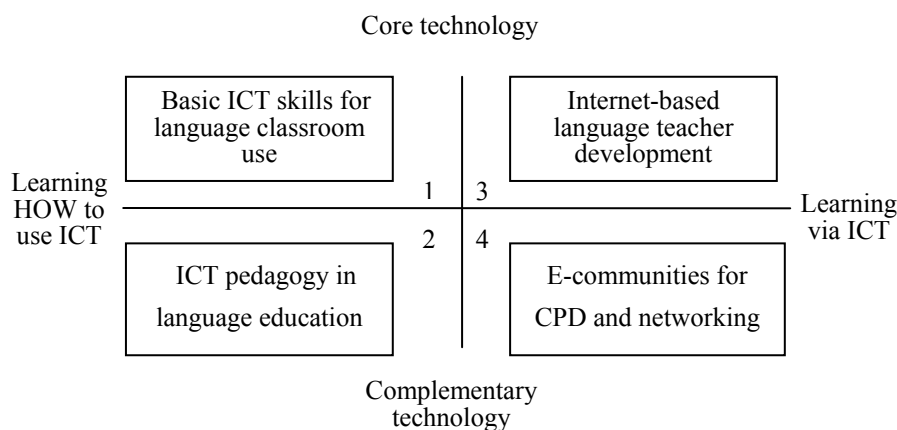 Core technology
Basic ICT skills for
language classroom
use
Internet-based
language teacher
development
Learning
HOW to
use ICT
1
3
Learning
via ICT
2
4
ICT pedagogy in
language education
E-communities for
CPD and networking
Complementary
technology